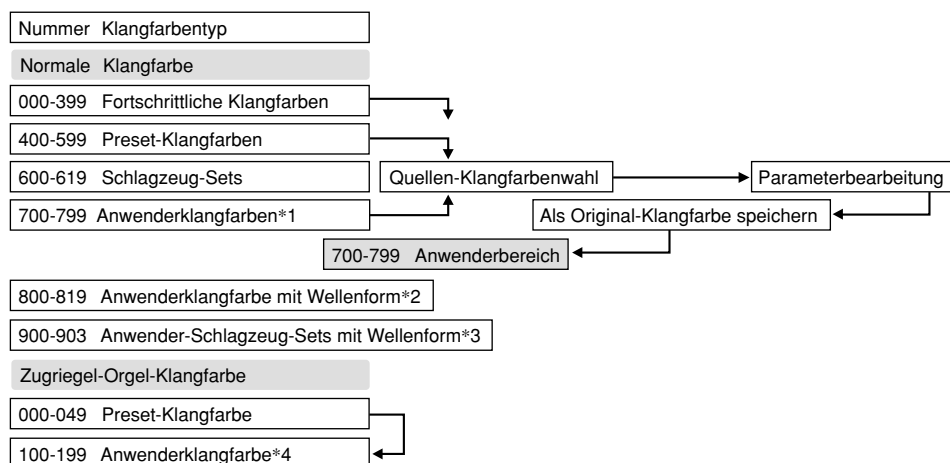 Nummer Klangfarbentyp
Normale Klangfarbe
000-399 Fortschrittliche Klangfarben
400-599 Preset-Klangfarben
600-619 Schlagzeug-Sets
Quellen-Klangfarbenwahl
Parameterbearbeitung
700-799 Anwenderklangfarben*1
Als Original-Klangfarbe speichern
700-799 Anwenderbereich
800-819 Anwenderklangfarbe mit Wellenform*2
900-903 Anwender-Schlagzeug-Sets mit Wellenform*3
Zugriegel-Orgel-Klangfarbe
000-049 Preset-Klangfarbe
100-199 Anwenderklangfarbe*4